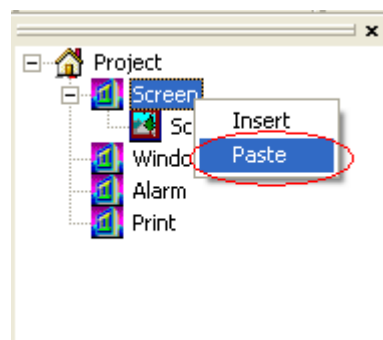 Project
Screen
Insert
Sc
Paste
Windo
Alarm
Print